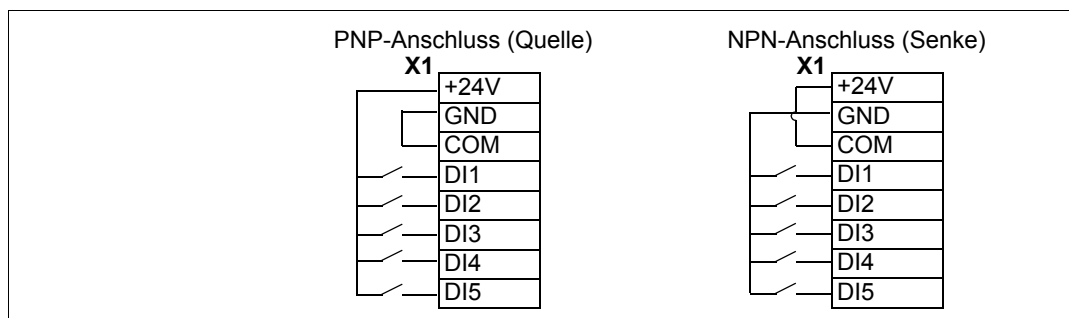 PNP-Anschluss (Quelle)
X1
+24V
GND
COM
DI1
DI2
DI3
DI4
DI5
NPN-Anschluss (Senke)
X1
+24V
GND
COM
DI1
DI2
DI3
DI4
DI5